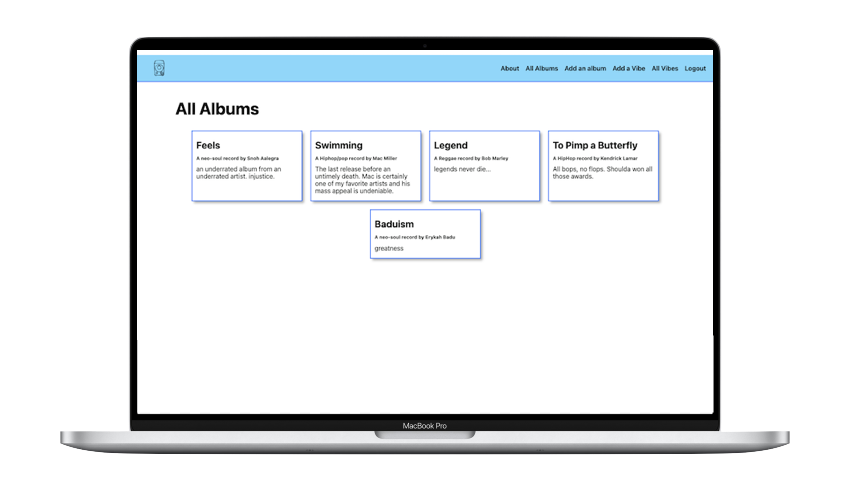 About All Albums Add an album Add a Vibe All Vibes Logout
All Albums
Feels
A neo-soul record by Snoh Aalegra
an underrated album from an
underrated artist. injustice.
Swimming
A Hiphop/pop record by Mac Miller
The last release before an
untimely death. Mac is certainly
one of my favorite artists and his
mass appeal is undeniable.
Legend
A Reggae record by Bob Marley
legends never die...
To Pimp a Butterfly
A HipHop record by Kendrick Lamar
All bops, no flops. Shoulda won all
those awards.
Baduism
A neo-soul record by Erykah Badu
greatness
MacBook Pro